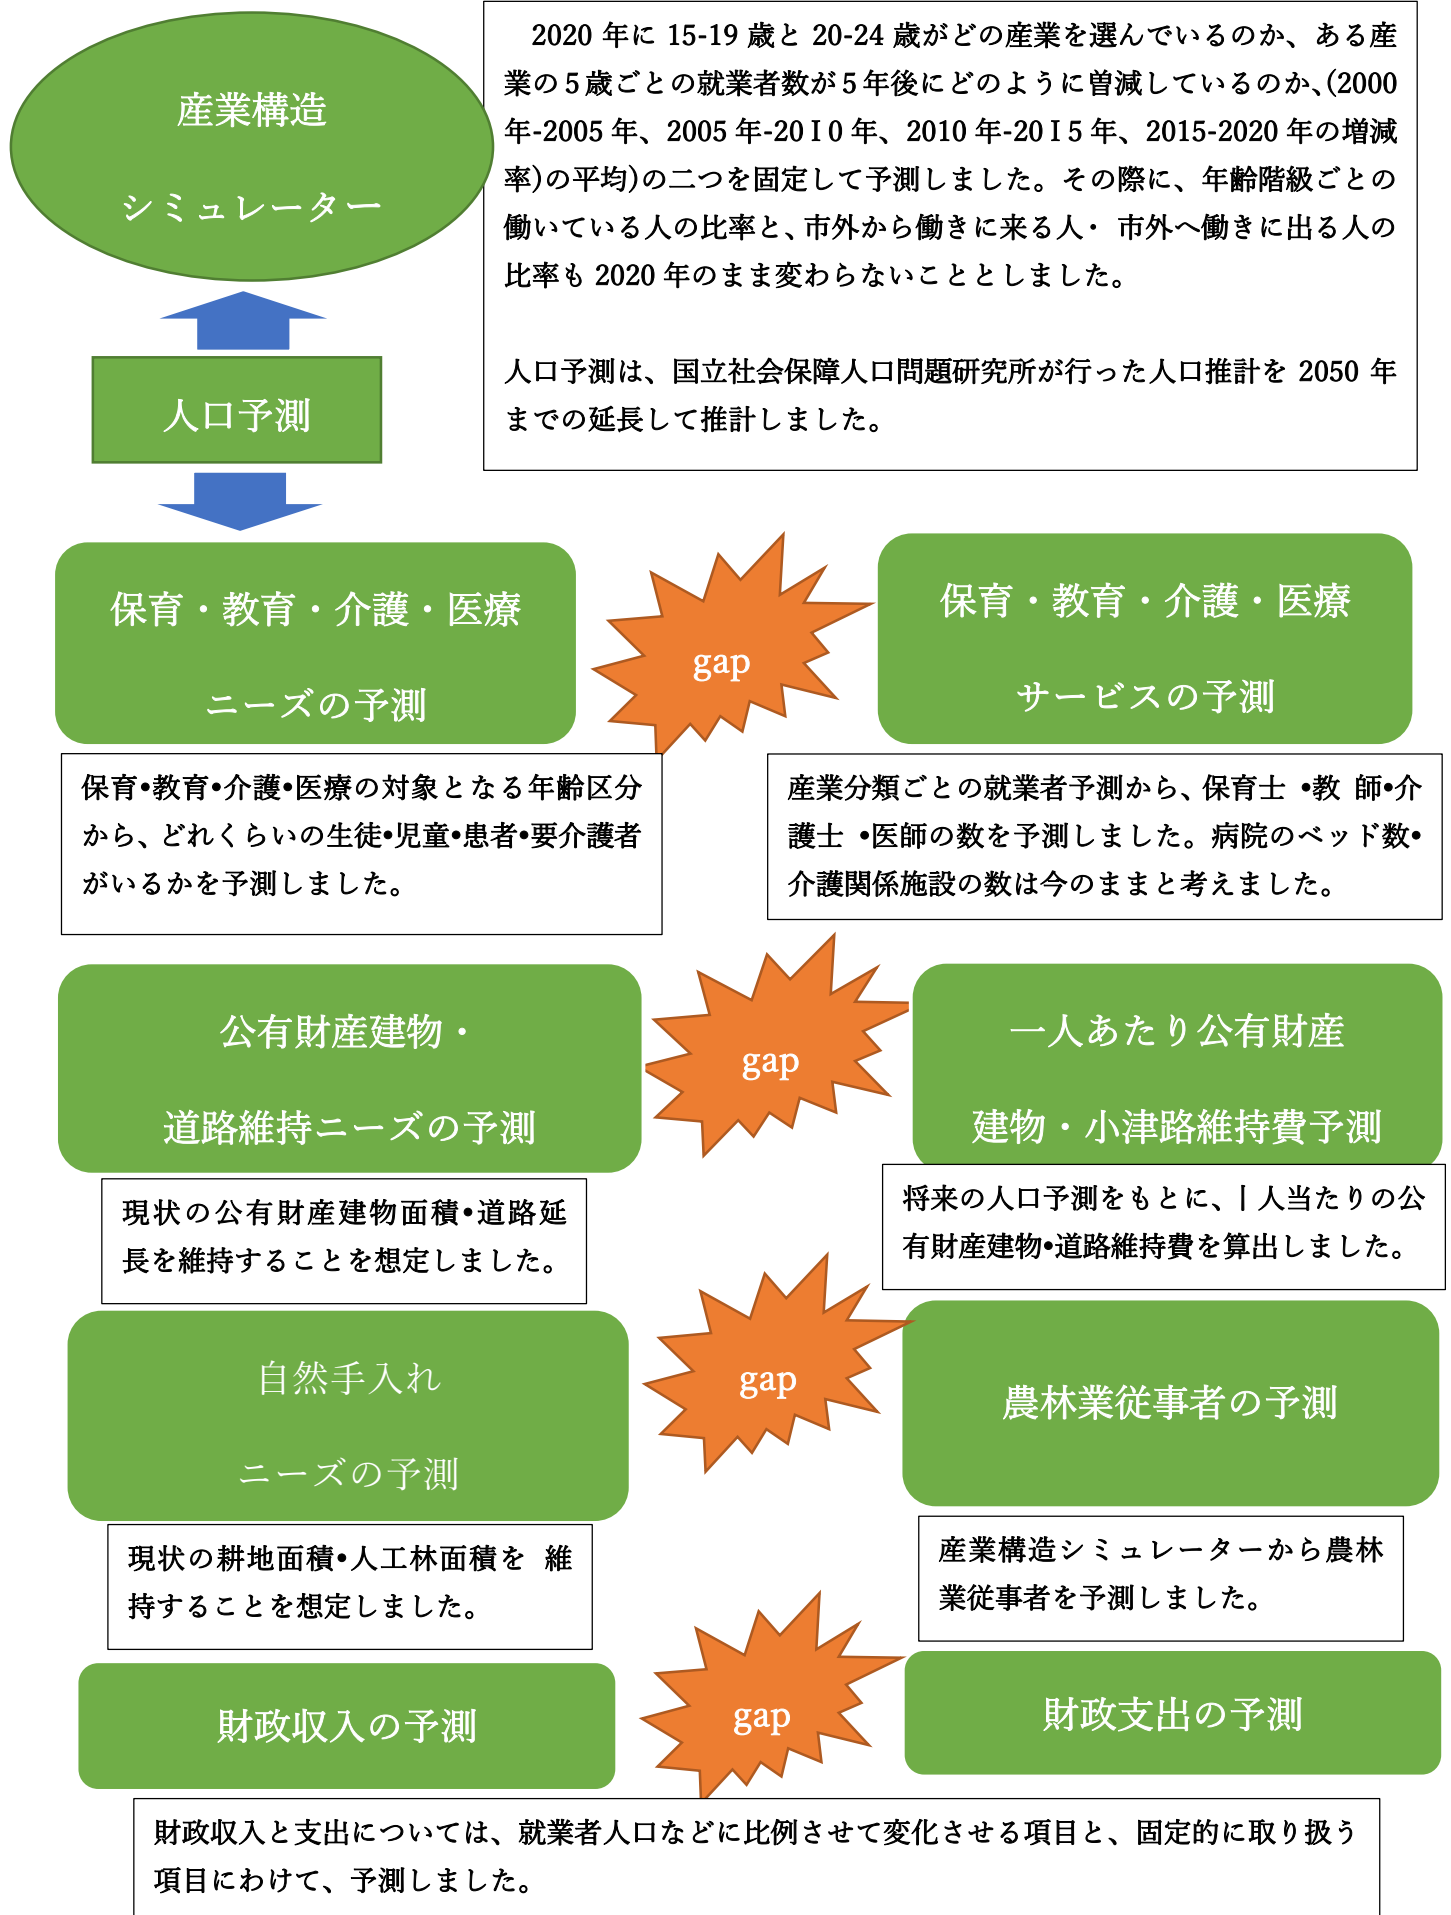 産業構造
シミュレーター
2020 年に 15-19 歳と 20-24 歳がどの産業を選んでいるのか、ある産
業の5歳ごとの就業者数が5年後にどのように曽減しているのか、(2000
年-2005 年、2005 年-20I0 年、2010 年-20I5 年、2015-2020 年の増減
率)の平均)の二つを固定して予測しました。その際に、年齢階級ごとの
働いている人の比率と、市外から働きに来る人・ 市外へ働きに出る人の
比率も 2020 年のまま変わらないこととしました。
人口予測は、国立社会保障人口問題研究所が行った人口推計を 2050 年
までの延長して推計しました。
人口予測
保育・教育・介護・医療
ニーズの予測
gap
保育・教育・介護・医療
サービスの予測
保育•教育•介護•医療の対象となる年齢区分
から、どれくらいの生徒•児童•患者•要介護者
がいるかを予測しました。
産業分類ごとの就業者予測から、保育士 •教 師•介
護士 •医師の数を予測しました。病院のベッド数•
介護関係施設の数は今のままと考えました。
公有財産建物・
道路維持ニーズの予測
gap
一人あたり公有財産
建物・小津路維持費予測
現状の公有財産建物面積•道路延
長を維持することを想定しました。
将来の人口予測をもとに、丨人当たりの公
有財産建物•道路維持費を算出しました。
自然手入れ
ニーズの予測
gap
農林業従事者の予測
現状の耕地面積•人工林面積を 維
持することを想定しました。
産業構造シミュレーターから農林
業従事者を予測しました。
財政収入の予測
gap
財政支出の予測
財政収入と支出については、就業者人口などに比例させて変化させる項目と、固定的に取り扱う
項目にわけて、予測しました。